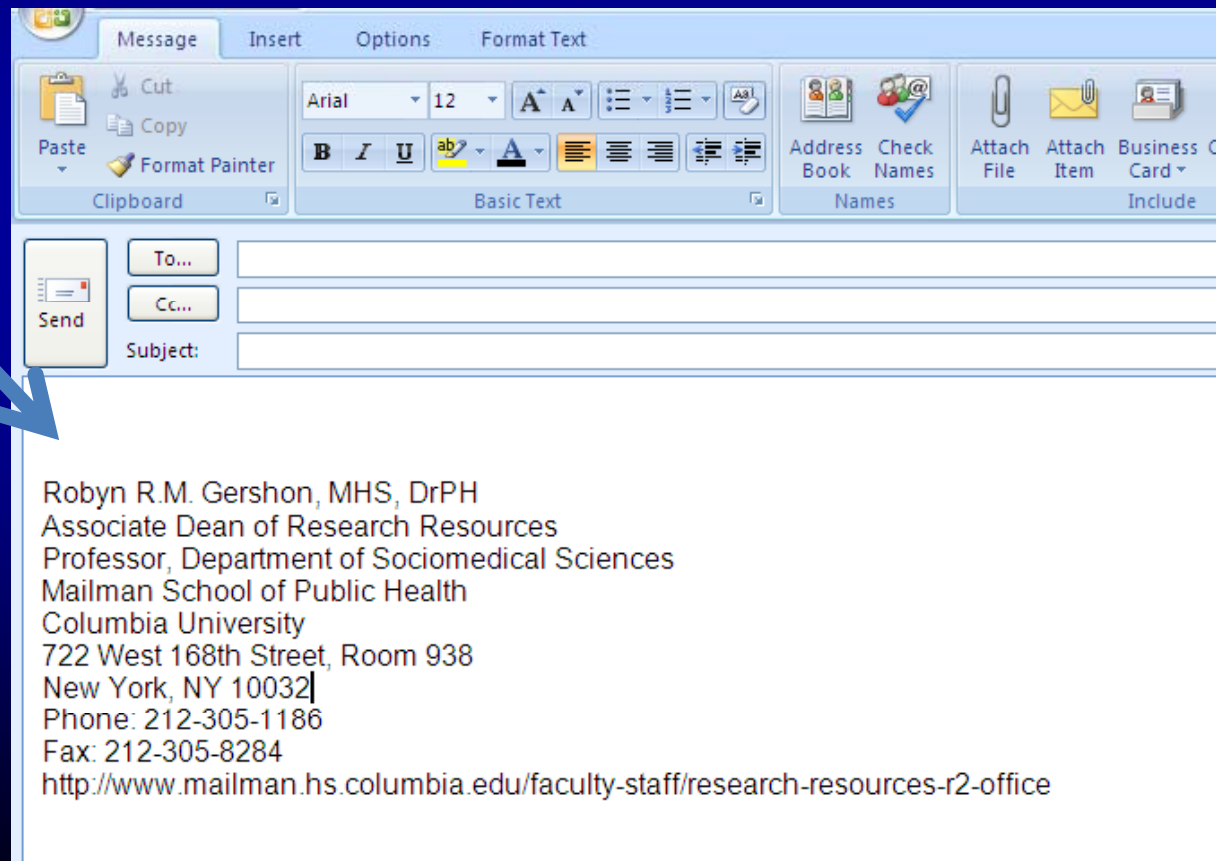 Message Insert Options Format Text
Cut
Copy
Paste
Format Painter
Clipboard
Arial 12
B I U ab A
Basic Text
Address Book
Check Names
Names
Attach File
Attach Item
Business Card
Include
Send
To...
Cc...
Subject:
Robyn R.M. Gershon, MHS, DrPH
Associate Dean of Research Resources
Professor, Department of Sociomedical Sciences
Mailman School of Public Health
Columbia University
722 West 168th Street, Room 938
New York, NY 10032
Phone: 212-305-1186
Fax: 212-305-8284
http://www.mailman.hs.columbia.edu/faculty-staff/research-resources-r2-office